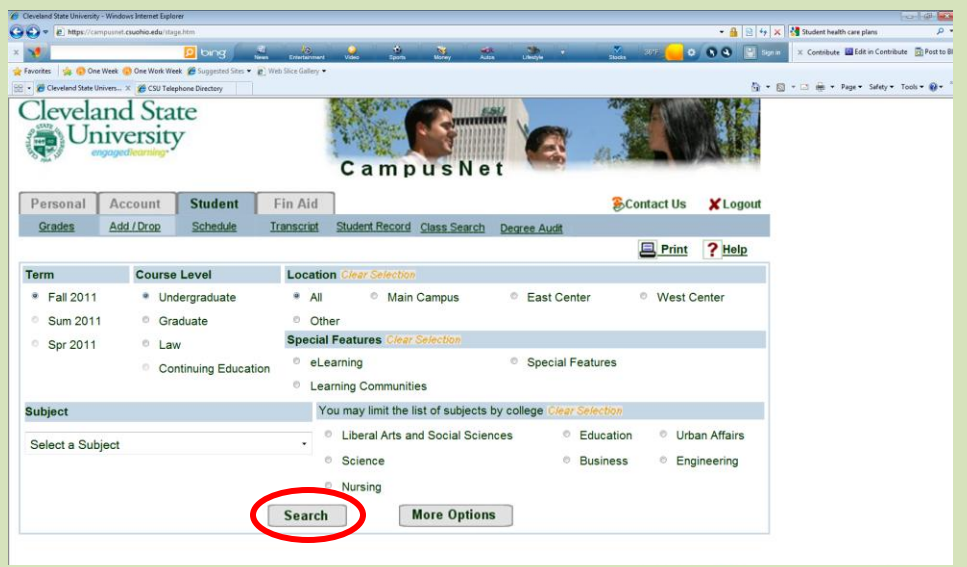 Cleveland State University - Windows Internet Explorer
https://campusnet.csuohio.edu/stage.htm
Student health care plans
bing
News Entertainment Video Sports Money Autos Lifestyle Stocks 36°F Sign in
x Contribute Edit in Contribute Post to Bl
Favorites One Week One Work Week Suggested Sites Web Slice Gallery
Cleveland State Univers... X CSU Telephone Directory Page Safety Tools
Cleveland State
University
engagedlearning
CampusNet
Personal Account Student Fin Aid Contact Us Logout
Grades Add / Drop Schedule Transcript Student Record Class Search Degree Audit
Print ? Help
Term Course Level Location Clear Selection
Fall 2011 Undergraduate All Main Campus East Center West Center
Sum 2011 Graduate Other
Spr 2011 Law Special Features Clear Selection
Continuing Education eLearning Special Features
Learning Communities
Subject You may limit the list of subjects by college Clear Selection
Select a Subject Liberal Arts and Social Sciences Education Urban Affairs
Science Business Engineering
Nursing
Search More Options